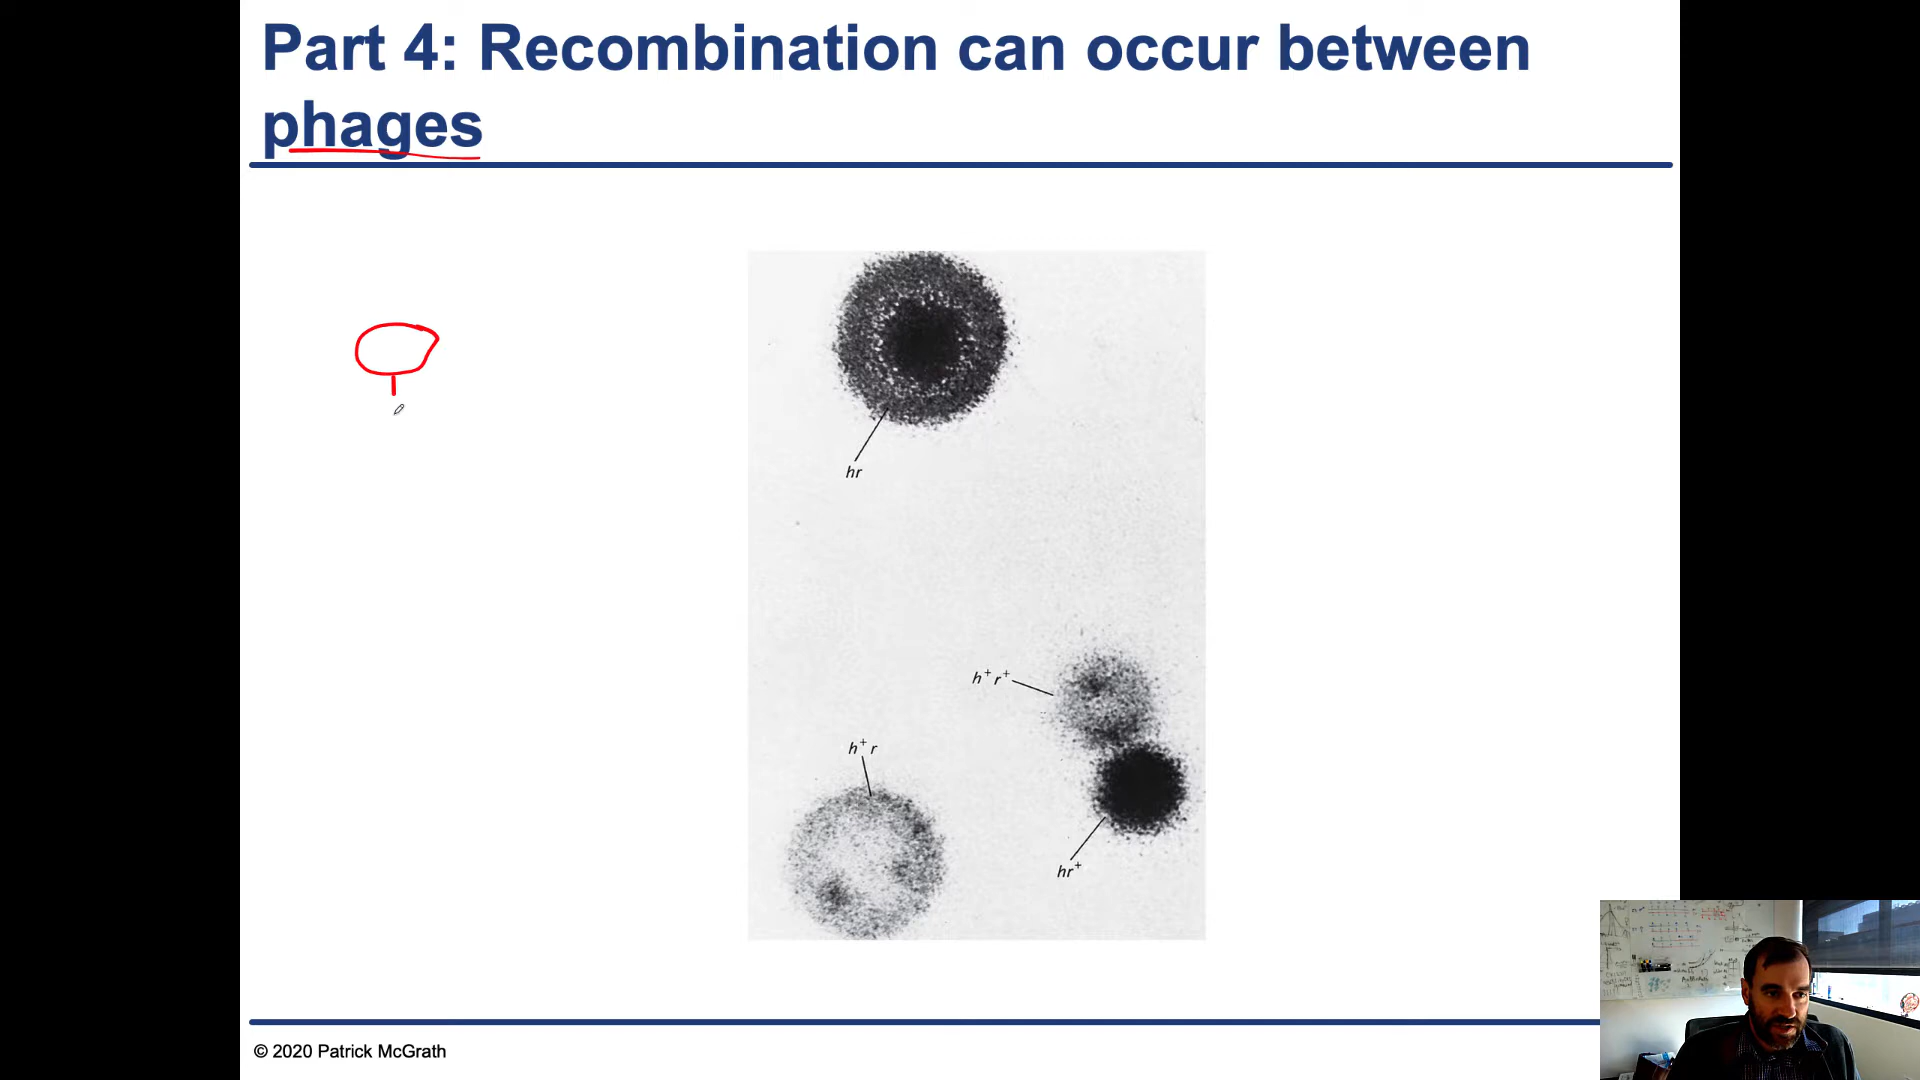 Part 4: Recombination can occur between
phages
hr
h⁺ r⁺
h⁺ r
hr⁺
© 2020 Patrick McGrath